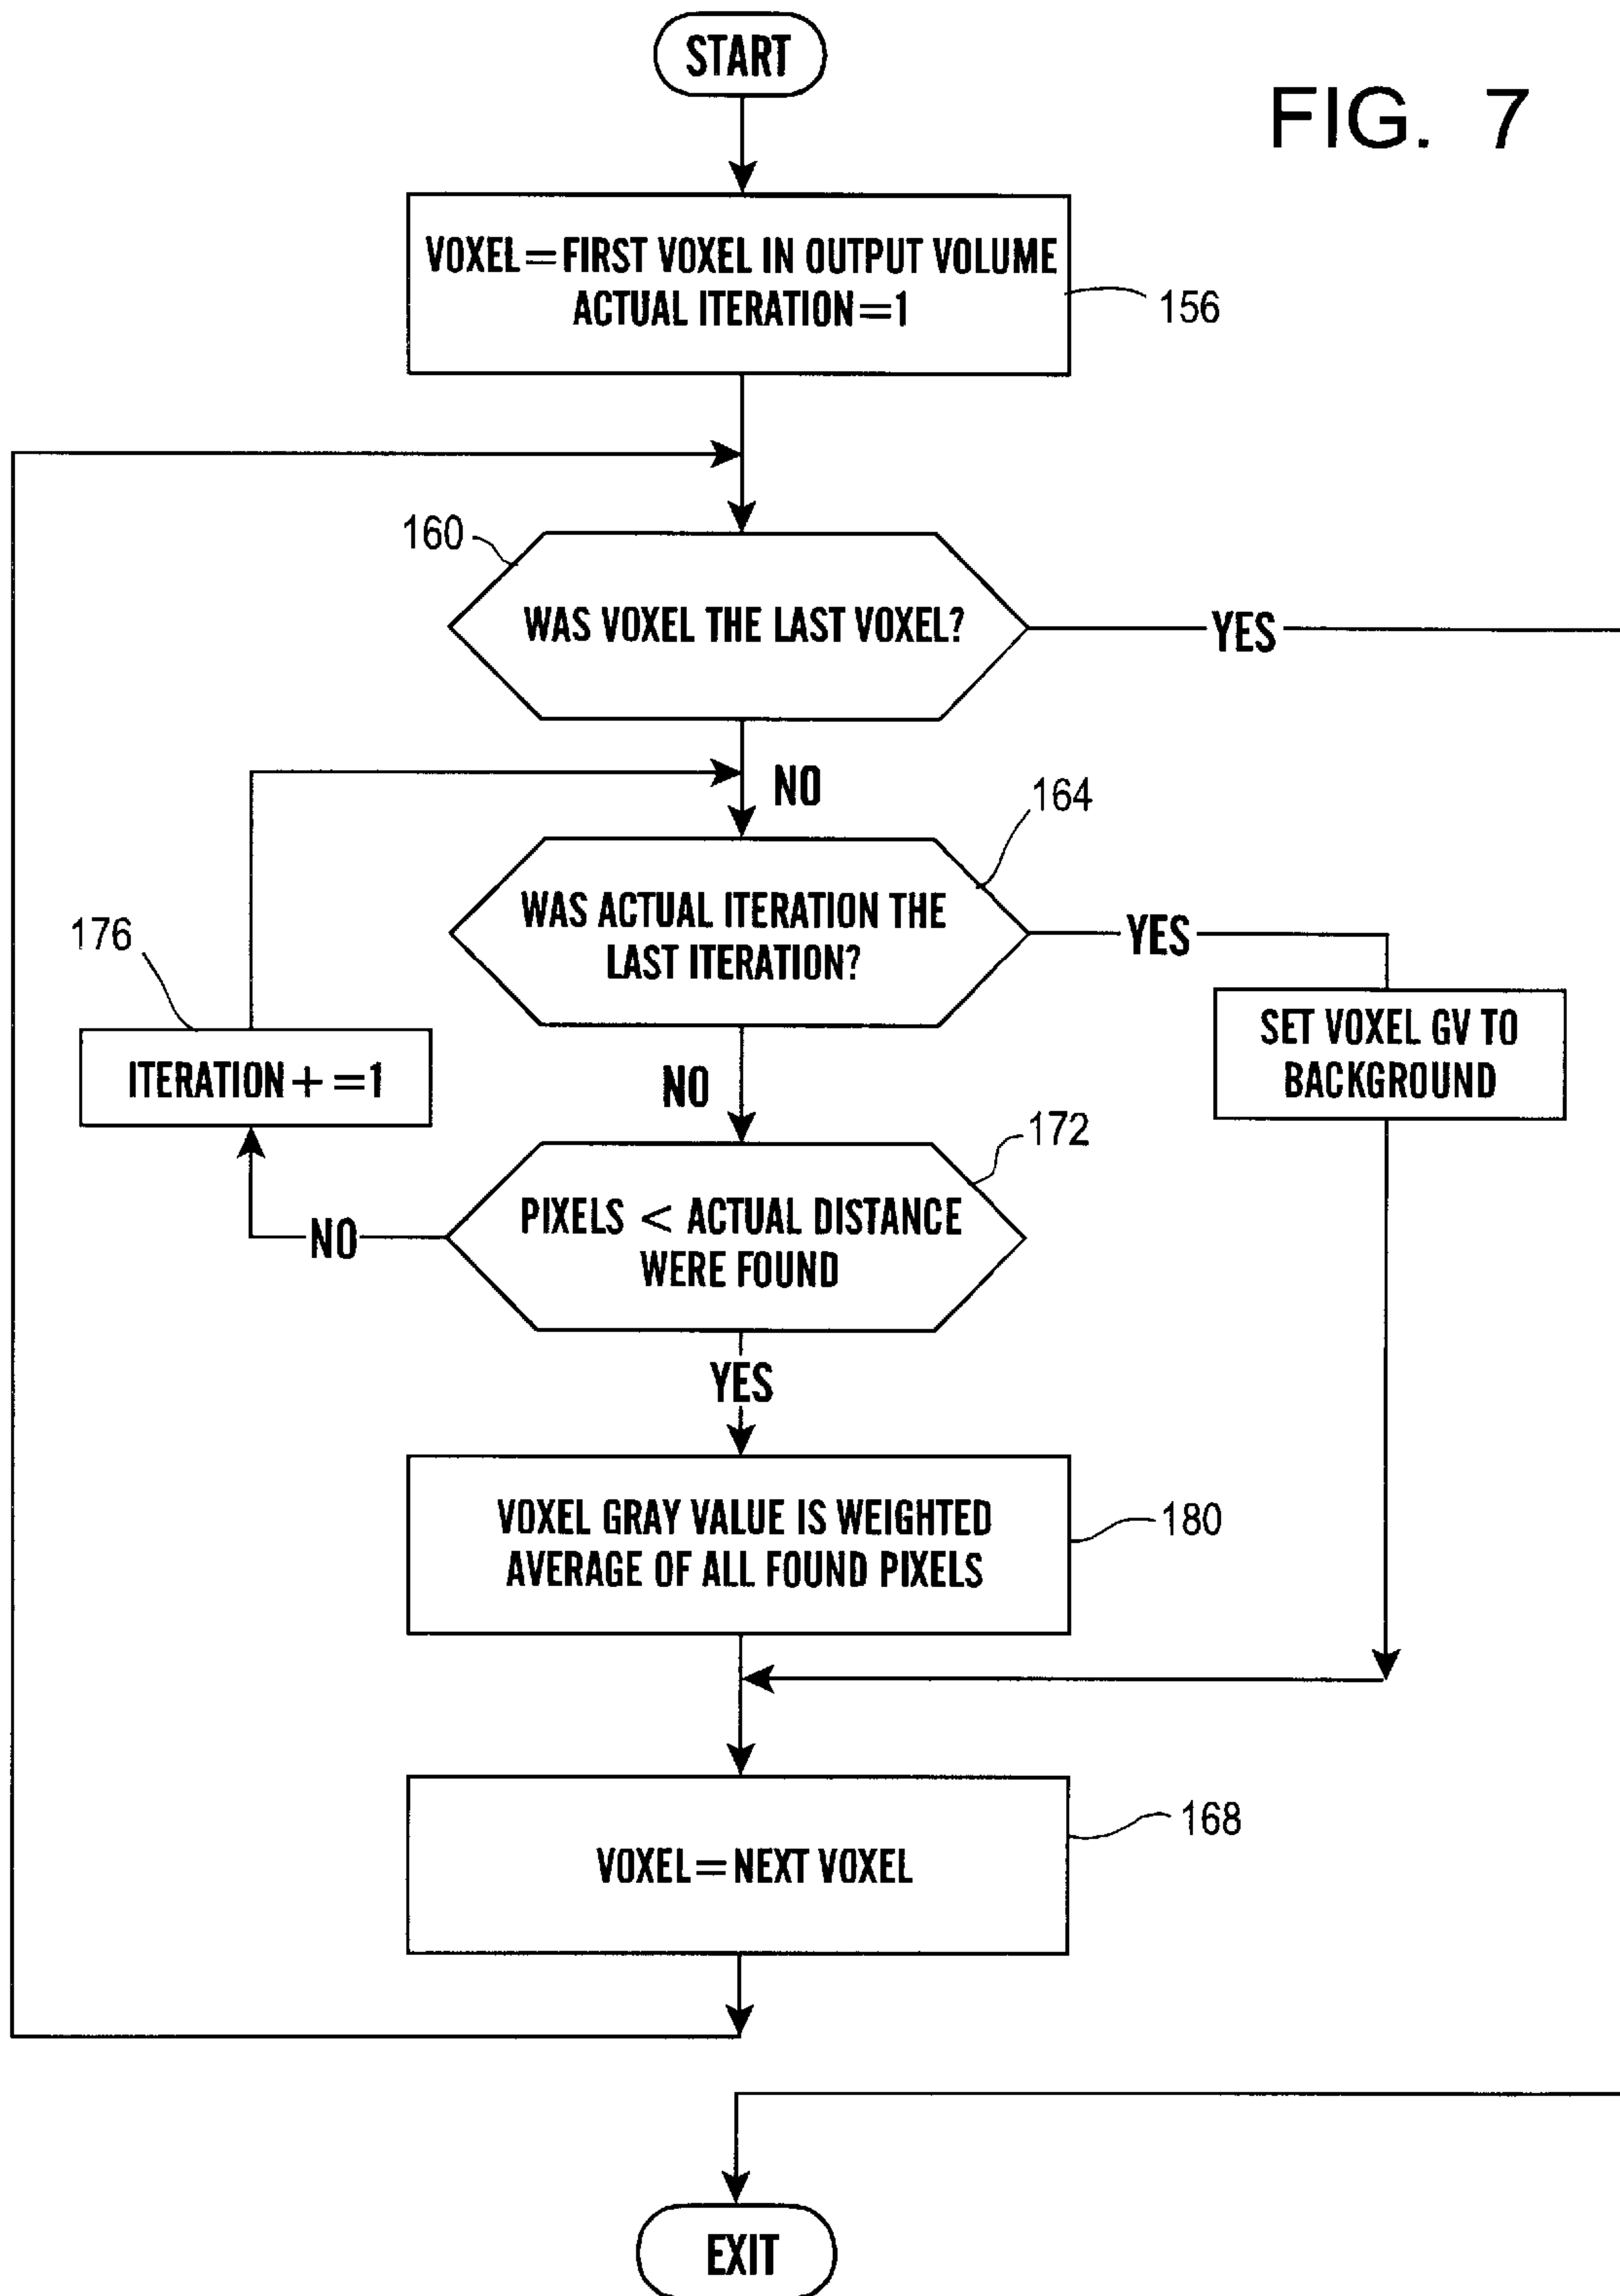 START
FIG. 7
VOXEL=FIRST VOXEL IN OUTPUT VOLUME
ACTUAL ITERATION=1
156
160
WAS VOXEL THE LAST VOXEL?
YES
NO
164
WAS ACTUAL ITERATION THE
LAST ITERATION?
YES
176
ITERATION+=1
SET VOXEL GV TO
BACKGROUND
NO
172
PIXELS < ACTUAL DISTANCE
WERE FOUND
NO
YES
VOXEL GRAY VALUE IS WEIGHTED
AVERAGE OF ALL FOUND PIXELS
180
168
VOXEL=NEXT VOXEL
EXIT